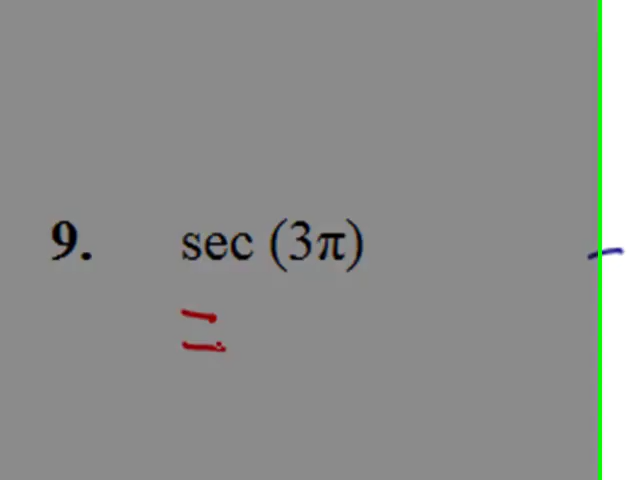 9. sec (3π)
=